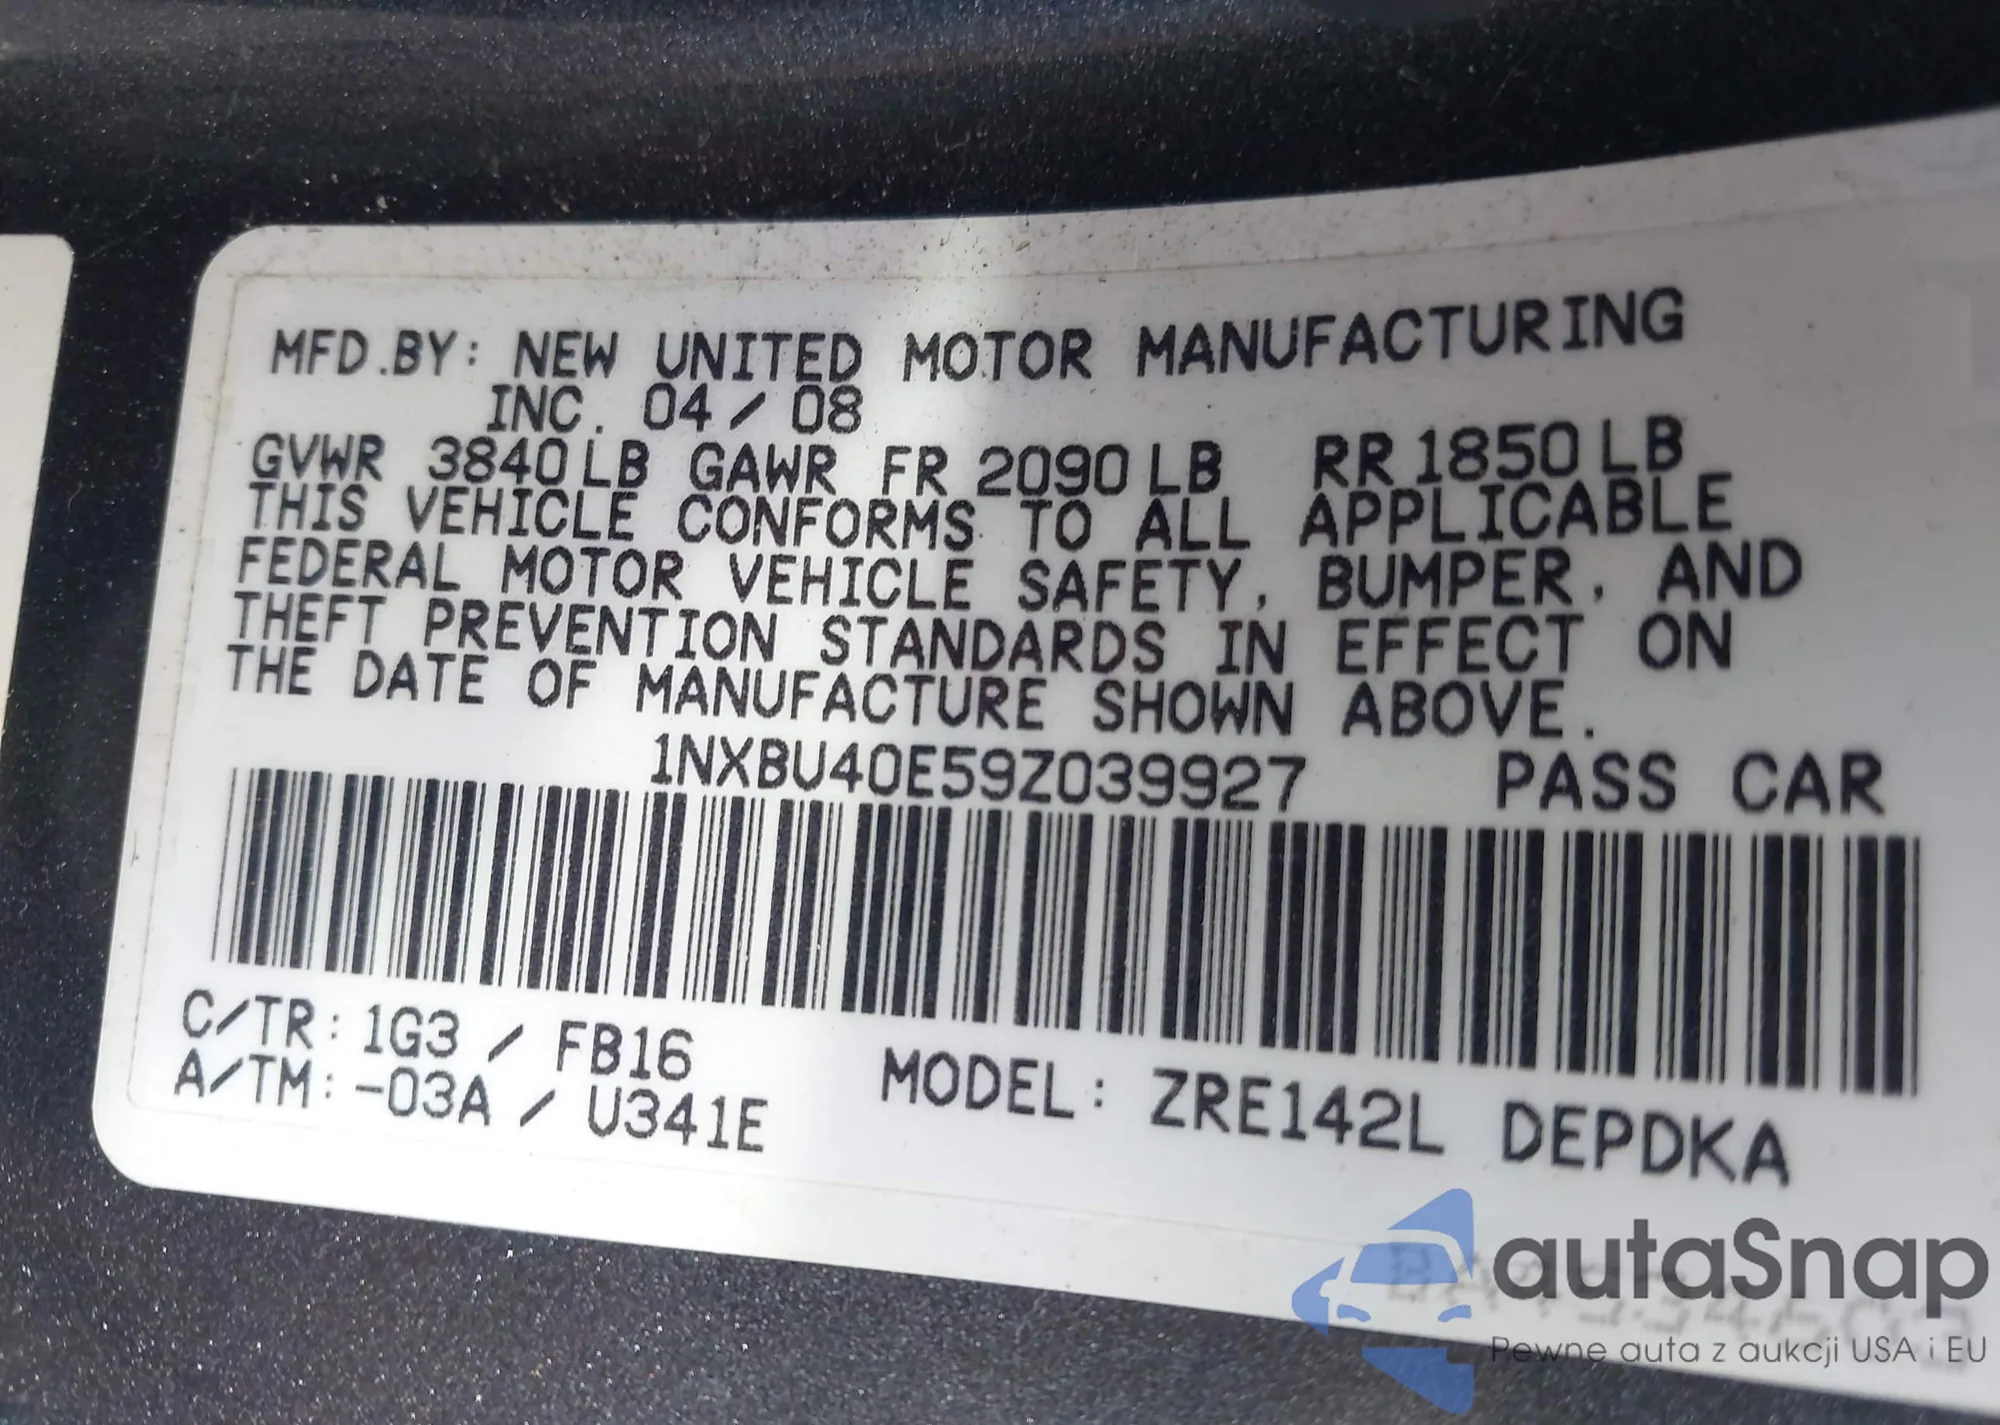 MFD.BY: NEW UNITED MOTOR MANUFACTURING
INC. 04/08
GVWR 3840LB GAWR FR 2090LB RR1850LB
THIS VEHICLE CONFORMS TO ALL APPLICABLE
FEDERAL MOTOR VEHICLE SAFETY, BUMPER, AND
THEFT PREVENTION STANDARDS IN EFFECT ON
THE DATE OF MANUFACTURE SHOWN ABOVE.
1NXBU40E59Z039927 PASS CAR
C/TR: 1G3 / FB16
A/TM: -03A / U341E
MODEL: ZRE142L DEPDKA
autaSnap
Pewne auta z aukcji USA i EU